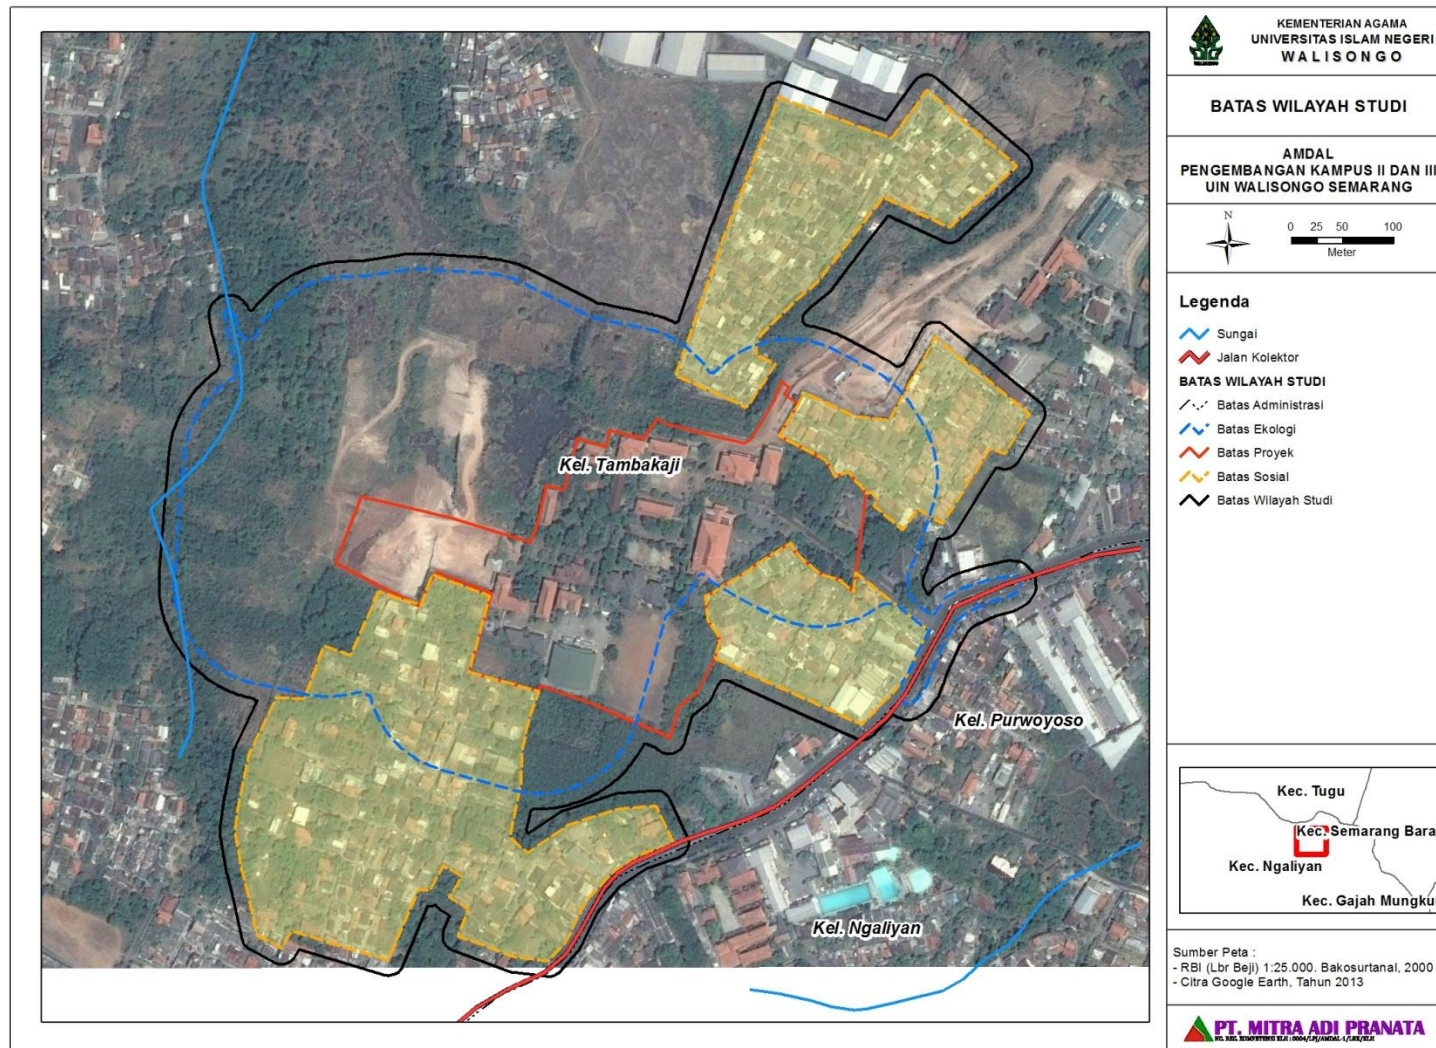 KEMENTERIAN AGAMA
UNIVERSITAS ISLAM NEGERI
WALISONGO
BATAS WILAYAH STUDI
AMDAL
PENGEMBANGAN KAMPUS II DAN III
UIN WALISONGO SEMARANG
N
0 25 50 100
Meter
Legenda
Sungai
Jalan Kolektor
BATAS WILAYAH STUDI
Batas Administrasi
Batas Ekologi
Batas Proyek
Batas Sosial
Batas Wilayah Studi
Kel. Tambakaji
Kel. Purwoyoso
Kel. Ngaliyan
Kec. Tugu
Kec. Semarang Bara
Kec. Ngaliyan
Kec. Gajah Mungku
Sumber Peta :
- RBI (Lbr Beji) 1:25.000. Bakosurtanal, 2000
- Citra Google Earth, Tahun 2013
PT. MITRA ADI PRANATA